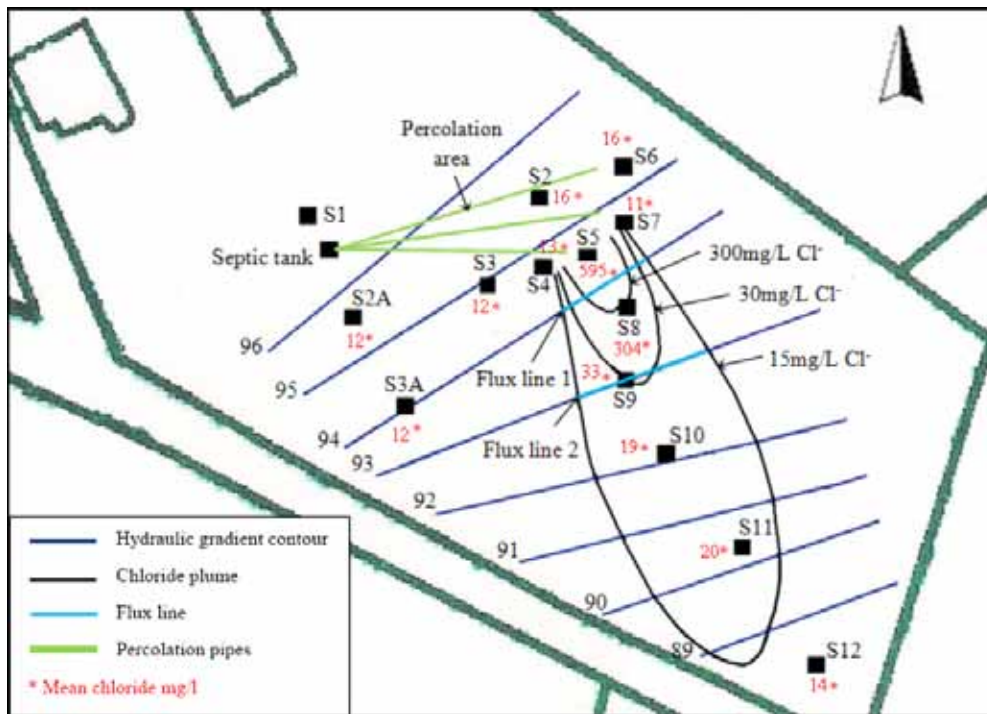 16*
Percolation
area
S6
S2
16*
11*
S1
S7
Septic tank
13*
S5
300mg/L Cl-
S4
595*
S3
30mg/L Cl-
12*
S2A
S8
12*
304*
15mg/L Cl-
96
Flux line 1
33*
S9
95
S3A
12*
94
Flux line 2
S10
19*
93
92
S11
20*
91
90
89
S12
14*
Hydraulic gradient contour
Chloride plume
Flux line
Percolation pipes
* Mean chloride mg/l